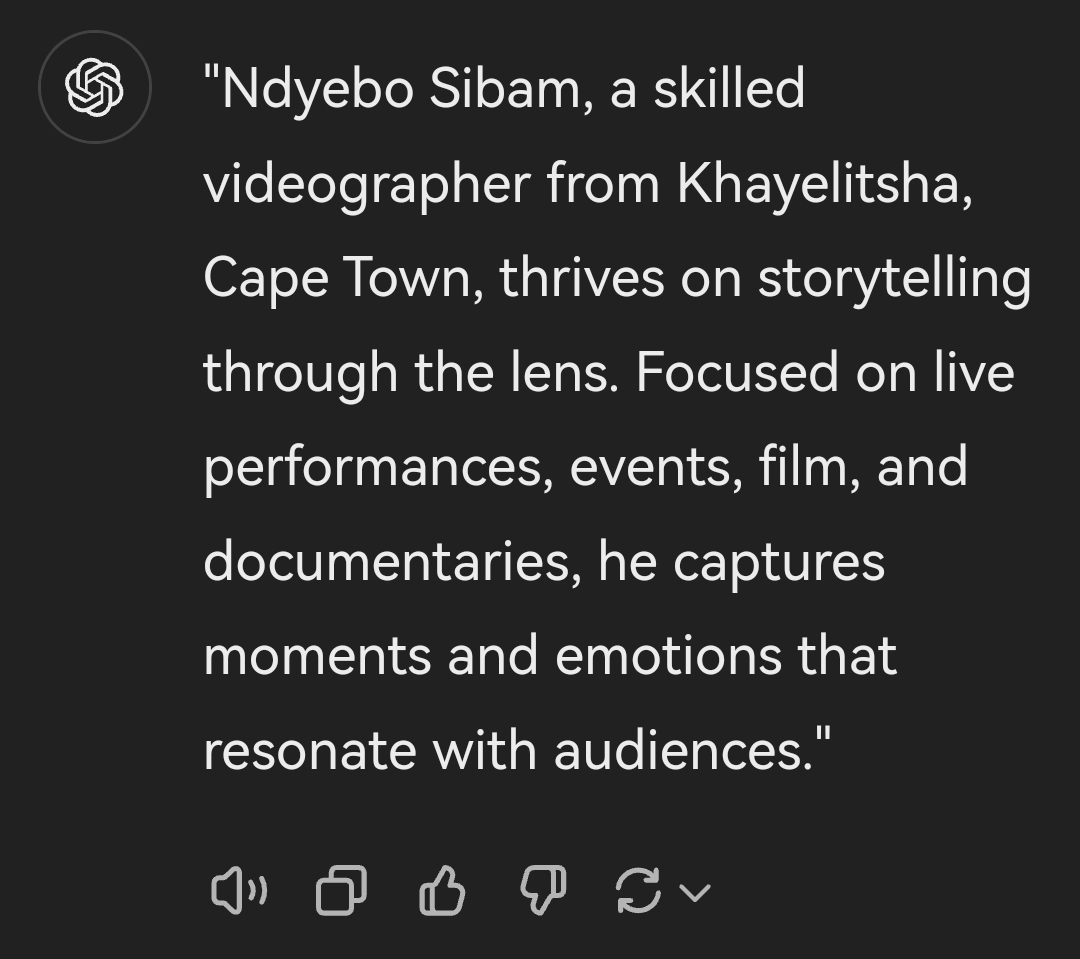 "Ndyebo Sibam, a skilled
videographer from Khayelitsha,
Cape Town, thrives on storytelling
through the lens. Focused on live
performances, events, film, and
documentaries, he captures
moments and emotions that
resonate with audiences."